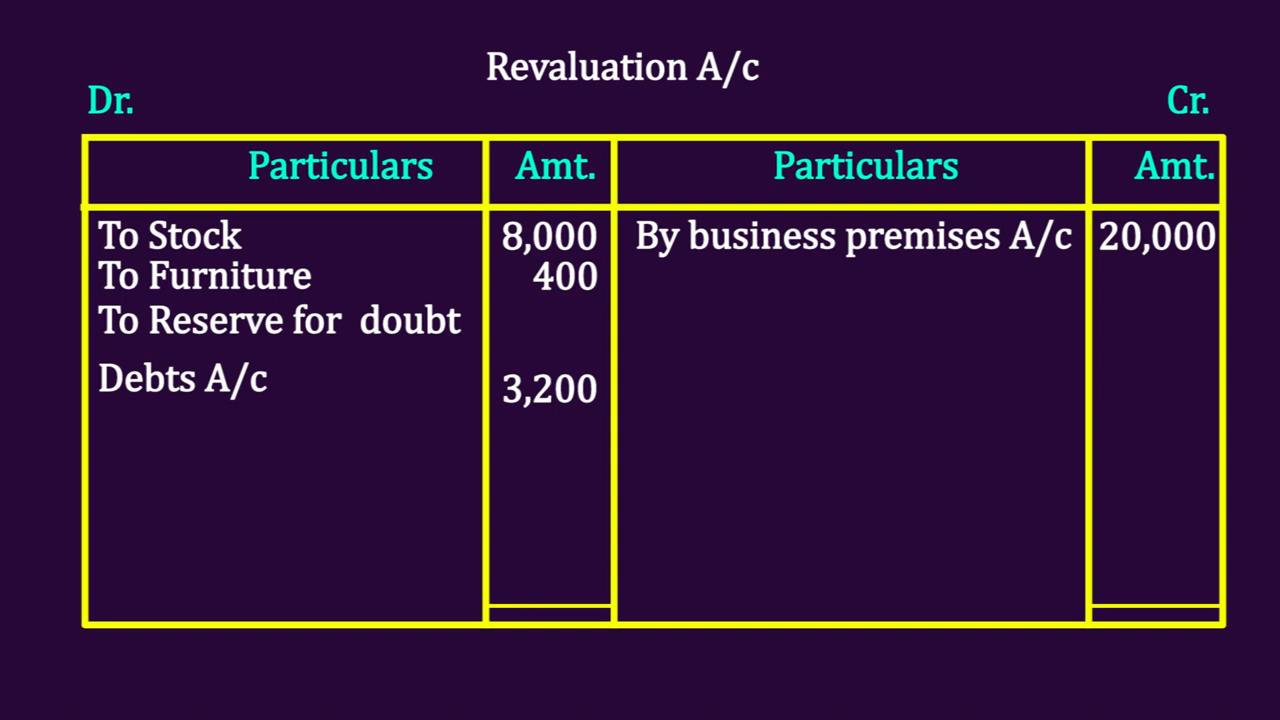 Revaluation A/c
Dr. Cr.
Particulars Amt. Particulars Amt.
To Stock 8,000 By business premises A/c 20,000
To Furniture 400
To Reserve for doubt
Debts A/c 3,200